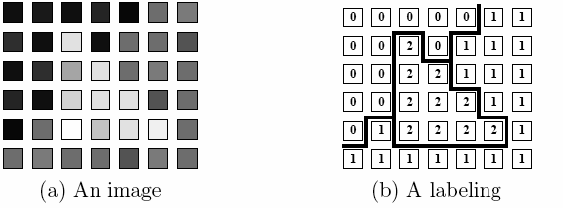 0 0 0 0 0 1 1
0 0 2 0 1 1 1
0 0 2 2 1 1 1
0 0 2 2 2 1 1
0 1 2 2 2 2 1
1 1 1 1 1 1 1
(a) An image
(b) A labeling